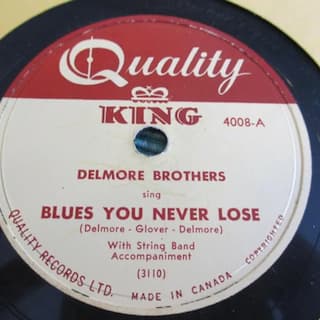 Quality
KING
4008-A
DELMORE BROTHERS
sing
BLUES YOU NEVER LOSE
(Delmore - Glover - Delmore)
With String Band
Accompaniment
(3110)
QUALITY RECORDS LTD. MADE IN CANADA COPYRIGHTED